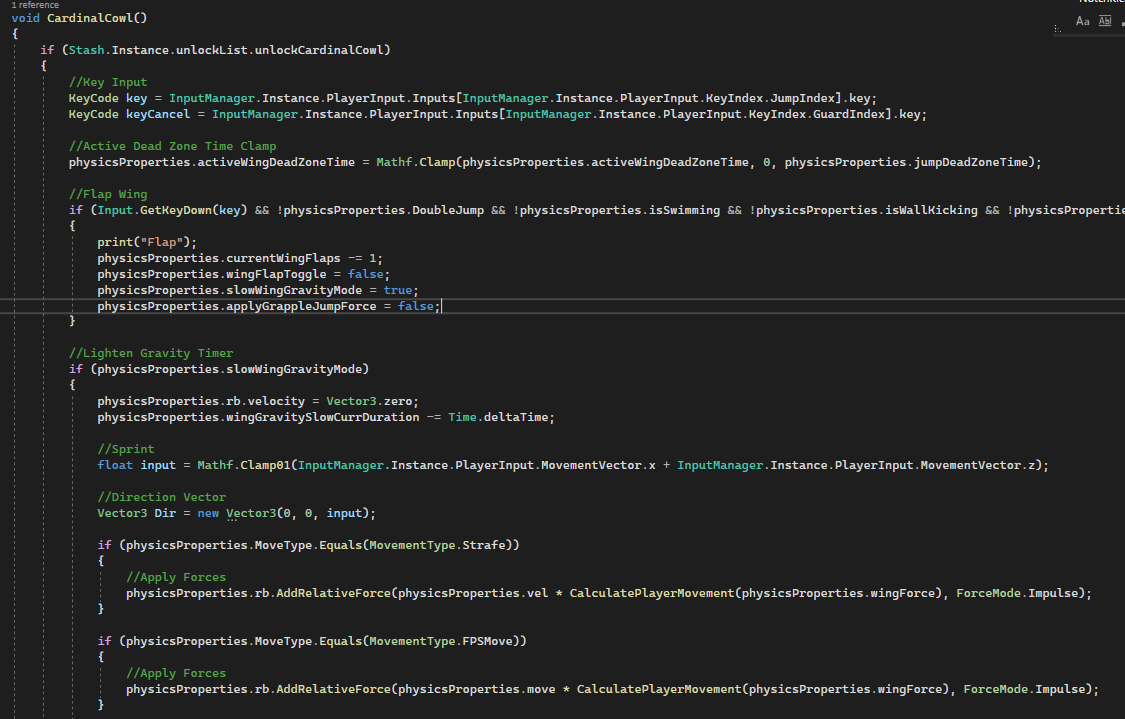 1 reference
void CardinalCowl()
{
if (Stash.Instance.unlockList.unlockCardinalCowl)
{
//Key Input
KeyCode key = InputManager.Instance.PlayerInput.Inputs[InputManager.Instance.PlayerInput.KeyIndex.JumpIndex].key;
KeyCode keyCancel = InputManager.Instance.PlayerInput.Inputs[InputManager.Instance.PlayerInput.KeyIndex.GuardIndex].key;
//Active Dead Zone Time Clamp
physicsProperties.activeWingDeadZoneTime = Mathf.Clamp(physicsProperties.activeWingDeadZoneTime, 0, physicsProperties.jumpDeadZoneTime);
//Flap Wing
if (Input.GetKeyDown(key) && !physicsProperties.DoubleJump && !physicsProperties.isSwimming && !physicsProperties.isWallKicking && !physicsPropertie
{
print("Flap");
physicsProperties.currentWingFlaps -= 1;
physicsProperties.wingFlapToggle = false;
physicsProperties.slowWingGravityMode = true;
physicsProperties.applyGrappleJumpForce = false;
}
//Lighten Gravity Timer
if (physicsProperties.slowWingGravityMode)
{
physicsProperties.rb.velocity = Vector3.zero;
physicsProperties.wingGravitySlowCurrDuration -= Time.deltaTime;
//Sprint
float input = Mathf.Clamp01(InputManager.Instance.PlayerInput.MovementVector.x + InputManager.Instance.PlayerInput.MovementVector.z);
//Direction Vector
Vector3 Dir = new Vector3(0, 0, input);
if (physicsProperties.MoveType.Equals(MovementType.Strafe))
{
//Apply Forces
physicsProperties.rb.AddRelativeForce(physicsProperties.vel * CalculatePlayerMovement(physicsProperties.wingForce), ForceMode.Impulse);
}
if (physicsProperties.MoveType.Equals(MovementType.FPSMove))
{
//Apply Forces
physicsProperties.rb.AddRelativeForce(physicsProperties.move * CalculatePlayerMovement(physicsProperties.wingForce), ForceMode.Impulse);
}
Aa Abl